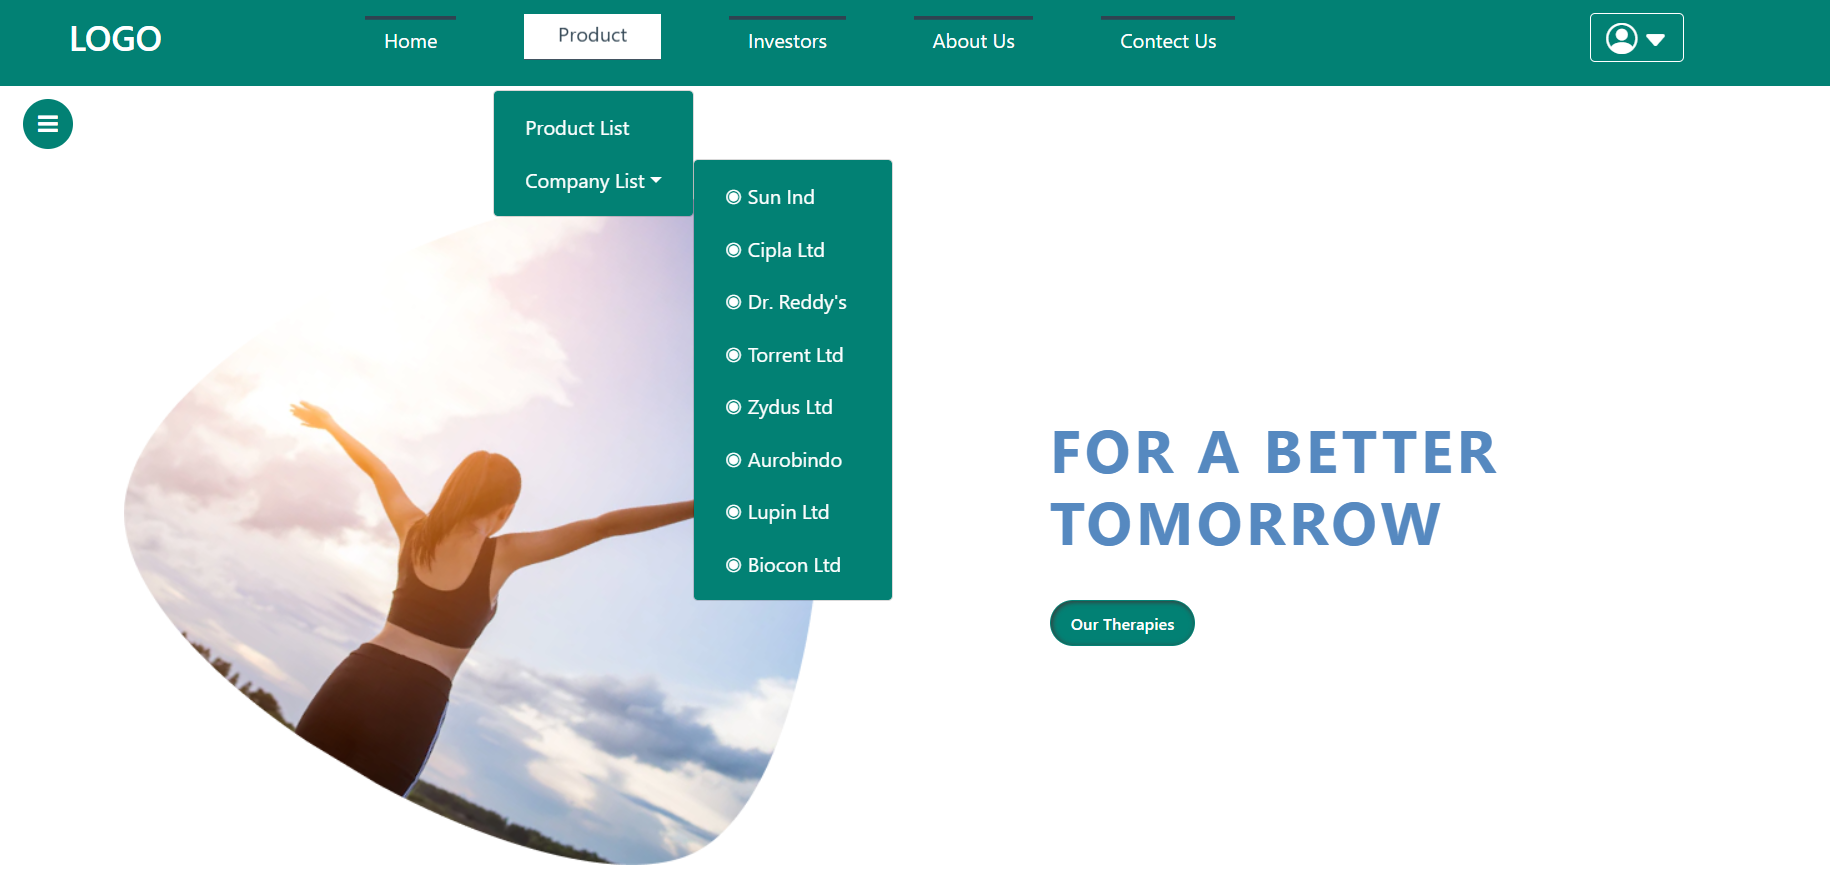 LOGO
Home
Product
Investors
About Us
Contect Us
Product List
Company List
Sun Ind
Cipla Ltd
Dr. Reddy's
Torrent Ltd
Zydus Ltd
Aurobindo
Lupin Ltd
Biocon Ltd
FOR A BETTER
TOMORROW
Our Therapies